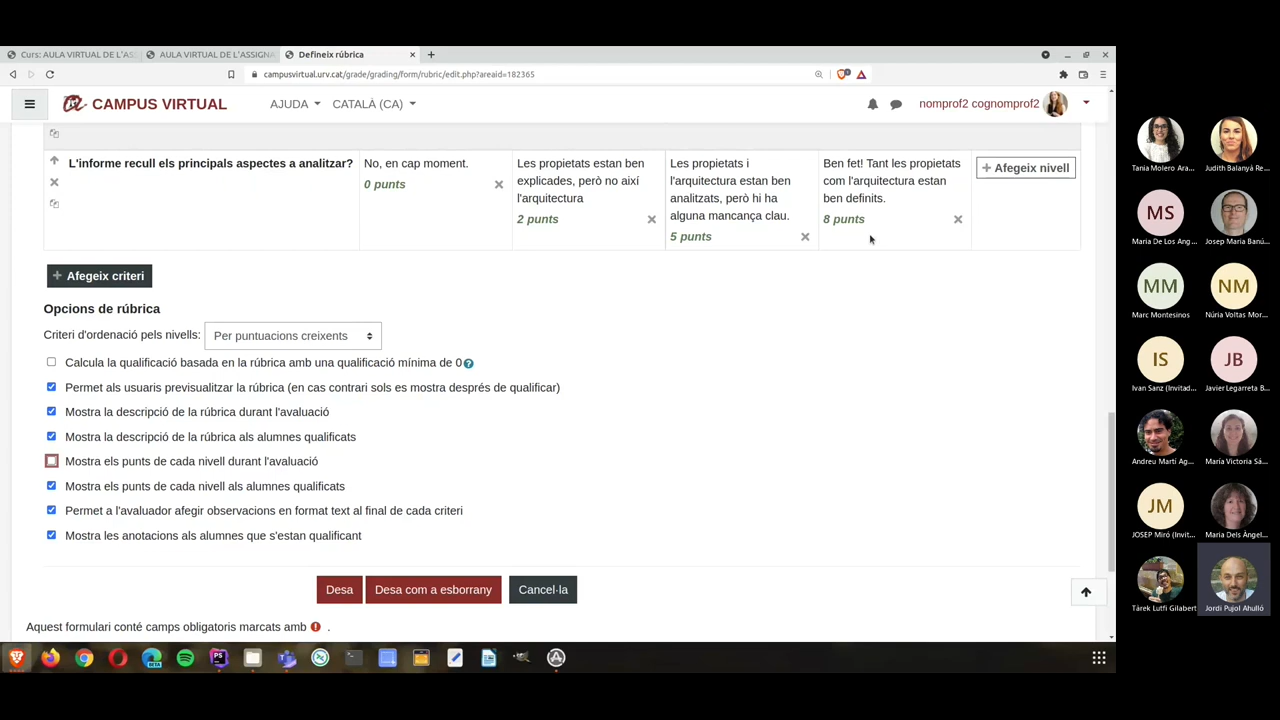 Curs: AULA VIRTUAL DE L'AS
AULA VIRTUAL DE L'ASSIGNA
Defineix rúbrica
campusvirtual.urv.cat/grade/grading/form/rubric/edit.php?areaid=182365
CAMPUS VIRTUAL
AJUDA
CATALÀ (CA)
nomprof2 cognomprof2
L'informe recull els principals aspectes a analitzar?
No, en cap moment.
0 punts
Les propietats estan ben
explicades, però no així
l'arquitectura
2 punts
Les propietats i
l'arquitectura estan ben
analitzats, però hi ha
alguna mancança clau.
5 punts
Ben fet! Tant les propietats
com l'arquitectura estan
ben definits.
8 punts
+ Afegeix nivell
+ Afegeix criteri
Opcions de rúbrica
Criteri d'ordenació pels nivells: Per puntuacions creixents
Calcula la qualificació basada en la rúbrica amb una qualificació mínima de 0
Permet als usuaris previsualitzar la rúbrica (en cas contrari sols es mostra després de qualificar)
Mostra la descripció de la rúbrica durant l'avaluació
Mostra la descripció de la rúbrica als alumnes qualificats
Mostra els punts de cada nivell durant l'avaluació
Mostra els punts de cada nivell als alumnes qualificats
Permet a l'avaluador afegir observacions en format text al final de cada criteri
Mostra les anotacions als alumnes que s'estan qualificant
Desa
Desa com a esborrany
Cancel·la
Aquest formulari conté camps obligatoris marcats amb .
Tania Molero Ara...
Judith Balanyà Re...
MS
Maria De Los Ang...
Josep Maria Banú...
MM
Marc Montesinos
NM
Núria Voltas Mor...
IS
Ivan Sanz (Invitad...
JB
Javier Legarreta B...
Andreu Martí Ag...
María Victoria Sá...
JM
JOSEP Miró (Invit...
Maria Dels Àngel...
Tárek Lutfi Gilabert
Jordi Pujol Ahulló